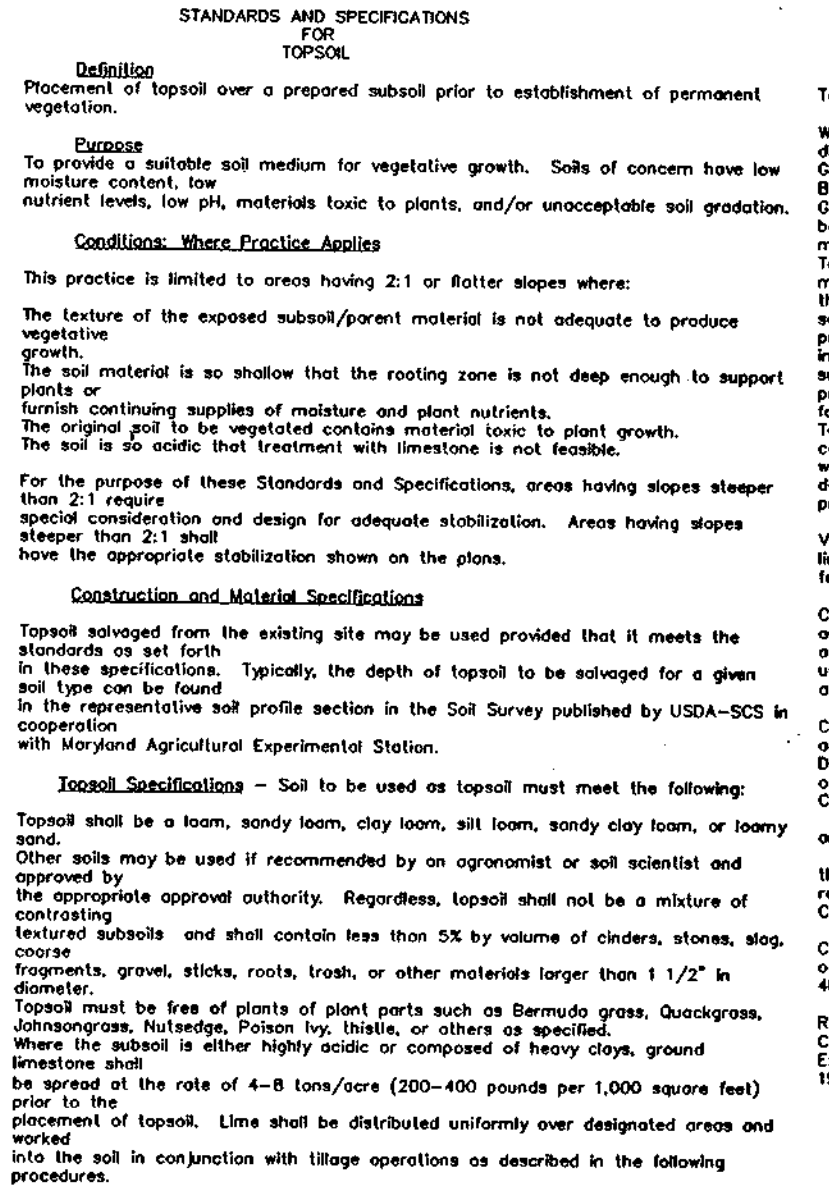 STANDARDS AND SPECIFICATIONS
FOR
TOPSOIL
Definition
Placement of topsoil over a prepared subsoil prior to establishment of permanent
vegetation.
Purpose
To provide a suitable soil medium for vegetative growth. Soils of concern have low
moisture content, low
nutrient levels, low pH, materials toxic to plants, and/or unacceptable soil gradation.
Conditions: Where Practice Applies
This practice is limited to areas having 2:1 or flatter slopes where:
The texture of the exposed subsoil/parent material is not adequate to produce
vegetative
growth.
The soil material is so shallow that the rooting zone is not deep enough to support
plants or
furnish continuing supplies of moisture and plant nutrients.
The original soil to be vegetated contains material toxic to plant growth.
The soil is so acidic that treatment with limestone is not feasible.
For the purpose of these Standards and Specifications, areas having slopes steeper
than 2:1 require
special consideration and design for adequate stabilization. Areas having slopes
steeper than 2:1 shall
have the appropriate stabilization shown on the plans.
Construction and Material Specifications
Topsoil salvaged from the existing site may be used provided that it meets the
standards as set forth
in these specifications. Typically, the depth of topsoil to be salvaged for a given
soil type can be found
in the representative soil profile section in the Soil Survey published by USDA-SCS in
cooperation
with Maryland Agricultural Experimental Station.
Topsoil Specifications - Soil to be used as topsoil must meet the following:
Topsoil shall be a loam, sandy loam, clay loam, silt loam, sandy clay loam, or loamy
sand.
Other soils may be used if recommended by an agronomist or soil scientist and
approved by
the appropriate approval authority. Regardless, topsoil shall not be a mixture of
contrasting
textured subsoils and shall contain less than 5% by volume of cinders, stones, slag,
coarse
fragments, gravel, sticks, roots, trash, or other materials larger than 1 1/2" in
diameter.
Topsoil must be free of plants of plant parts such as Bermuda grass, Quackgrass,
Johnsongrass, Nutsedge, Poison Ivy, thistle, or others as specified.
Where the subsoil is either highly acidic or composed of heavy clays, ground
limestone shall
be spread at the rate of 4-8 tons/acre (200-400 pounds per 1,000 square feet)
prior to the
placement of topsoil. Lime shall be distributed uniformly over designated areas and
worked
into the soil in conjunction with tillage operations as described in the following
procedures.